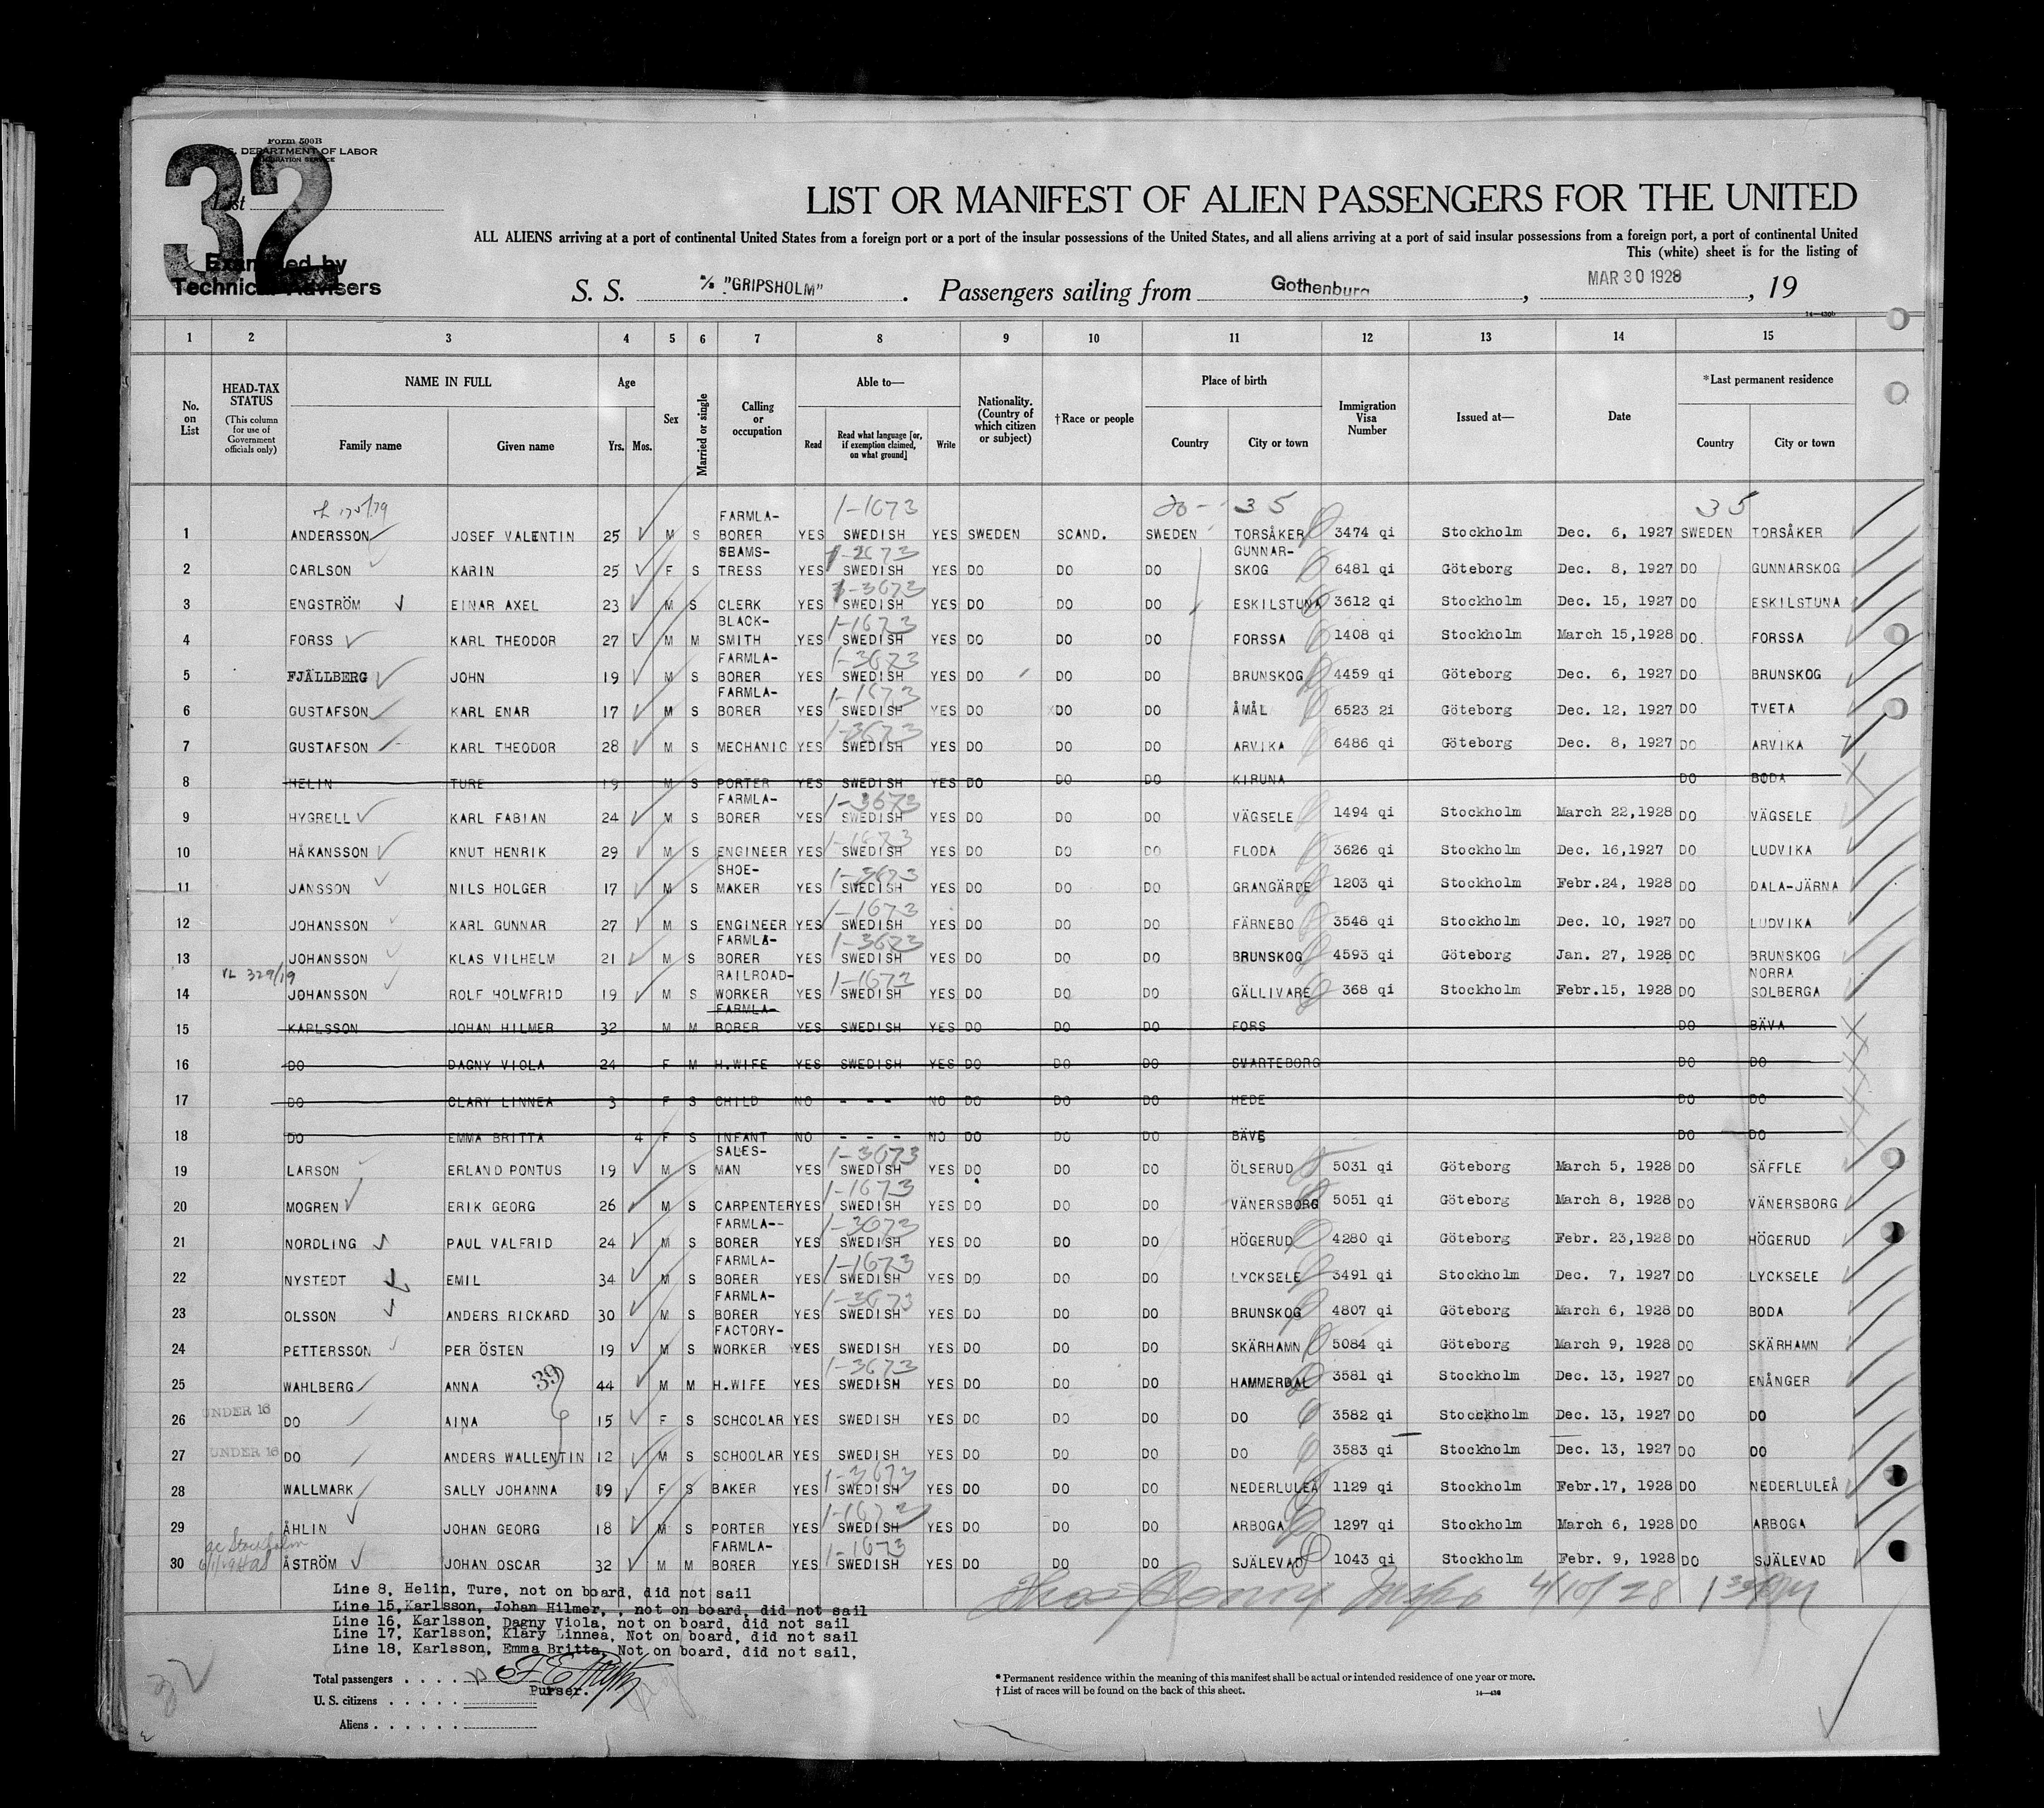 32
Form 500B
U.S. DEPARTMENT OF LABOR
IMMIGRATION SERVICE
List
Examined by
Technical Advisers
LIST OR MANIFEST OF ALIEN PASSENGERS FOR THE UNITED
ALL ALIENS arriving at a port of continental United States from a foreign port or a port of the insular possessions of the United States, and all aliens arriving at a port of said insular possessions from a foreign port, a port of continental United
This (white) sheet is for the listing of
S. S. M/S "GRIPSHOLM" . Passengers sailing from Gothenburg , MAR 30 1928 , 19
14—430b
1 2 3 4 5 6 7 8 9 10 11 12 13 14 15
No. on List
HEAD-TAX STATUS (This column for use of Government officials only)
NAME IN FULL Family name Given name
Age Yrs. Mos.
Sex
Married or single
Calling or occupation
Able to— Read Read what language [or, if exemption claimed, on what ground] Write
Nationality. (Country of which citizen or subject)
†Race or people
Place of birth Country City or town
Immigration Visa Number
Issued at—
Date
*Last permanent residence Country City or town
35 35
1 ANDERSSON JOSEF VALENTIN 25 M S FARMLA-BORER YES SWEDISH YES SWEDEN SCAND. SWEDEN TORSÅKER 3474 qi Stockholm Dec. 6, 1927 SWEDEN TORSÅKER
2 CARLSON KARIN 25 F S SEAMS-TRESS YES SWEDISH YES DO DO DO GUNNAR-SKOG 6481 qi Göteborg Dec. 8, 1927 DO GUNNARSKOG
3 ENGSTRÖM EINAR AXEL 23 M S CLERK YES SWEDISH YES DO DO DO ESKILSTUNA 3612 qi Stockholm Dec. 15, 1927 DO ESKILSTUNA
4 FORSS KARL THEODOR 27 M M BLACK-SMITH YES SWEDISH YES DO DO DO FORSSA 1408 qi Stockholm March 15,1928 DO. FORSSA
5 FJÄLLBERG JOHN 19 M S FARMLA-BORER YES SWEDISH YES DO DO DO BRUNSKOG 4459 qi Göteborg Dec. 6, 1927 DO BRUNSKOG
6 GUSTAFSON KARL ENAR 17 M S FARMLA-BORER YES SWEDISH YES DO DO DO ÅMÅL 6523 2i Göteborg Dec. 12, 1927 DO TVETA
7 GUSTAFSON KARL THEODOR 28 M S MECHANIC YES SWEDISH YES DO DO DO ARVIKA 6486 qi Göteborg Dec. 8, 1927 DO ARVIKA
8 HELIN TURE 19 M S PORTER YES SWEDISH YES DO DO DO KIRUNA DO BODA
9 HYGRELL KARL FABIAN 24 M S FARMLA-BORER YES SWEDISH YES DO DO DO VÄGSELE 1494 qi Stockholm March 22,1928 DO VÄGSELE
10 HÅKANSSON KNUT HENRIK 29 M S ENGINEER YES SWEDISH YES DO DO DO FLODA 3626 qi Stockholm Dec. 16,1927 DO LUDVIKA
11 JANSSON NILS HOLGER 17 M S SHOE-MAKER YES SWEDISH YES DO DO DO GRANGÄRDE 1203 qi Stockholm Febr.24, 1928 DO DALA-JÄRNA
12 JOHANSSON KARL GUNNAR 27 M S ENGINEER YES SWEDISH YES DO DO DO FÄRNEBO 3548 qi Stockholm Dec. 10, 1927 DO LUDVIKA
13 JOHANSSON KLAS VILHELM 21 M S FARMLA-BORER YES SWEDISH YES DO DO DO BRUNSKOG 4593 qi Göteborg Jan. 27, 1928 DO BRUNSKOG
14 JOHANSSON ROLF HOLMFRID 19 M S RAILROAD-WORKER YES SWEDISH YES DO DO DO GÄLLIVARE 368 qi Stockholm Febr.15, 1928 DO NORRA SOLBERGA
15 KARLSSON JOHAN HILMER 32 M M FARMLA-BORER YES SWEDISH YES DO DO DO FORS DO BÄVA
16 DO DAGNY VIOLA 24 F M H.WIFE YES SWEDISH YES DO DO DO SVARTEBORG DO DO
17 DO CLARY LINNEA 3 F S CHILD NO - - - NO DO DO DO HEDE DO DO
18 DO EMMA BRITTA 4 F S INFANT NO - - - NO DO DO DO BÄVE DO DO
19 LARSON ERLAND PONTUS 19 M S SALES-MAN YES SWEDISH YES DO DO DO ÖLSERUD 5031 qi Göteborg March 5, 1928 DO SÄFFLE
20 MOGREN ERIK GEORG 26 M S CARPENTER YES SWEDISH YES DO DO DO VÄNERSBORG 5051 qi Göteborg March 8, 1928 DO VÄNERSBORG
21 NORDLING PAUL VALFRID 24 M S FARMLA--BORER YES SWEDISH YES DO DO DO HÖGERUD 4280 qi Göteborg Febr. 23,1928 DO HÖGERUD
22 NYSTEDT EMIL 34 M S FARMLA-BORER YES SWEDISH YES DO DO DO LYCKSELE 3491 qi Stockholm Dec. 7, 1927 DO LYCKSELE
23 OLSSON ANDERS RICKARD 30 M S FARMLA-BORER YES SWEDISH YES DO DO DO BRUNSKOG 4807 qi Göteborg March 6, 1928 DO BODA
24 PETTERSSON PER ÖSTEN 19 M S FACTORY-WORKER YES SWEDISH YES DO DO DO SKÄRHAMN 5084 qi Göteborg March 9, 1928 DO SKÄRHAMN
25 WAHLBERG ANNA 39 44 M M H.WIFE YES SWEDISH YES DO DO DO HAMMERDAL 3581 qi Stockholm Dec. 13, 1927 DO ENÅNGER
26 UNDER 16 DO AINA 15 F S SCHOOLAR YES SWEDISH YES DO DO DO DO 3582 qi Stockholm Dec. 13, 1927 DO DO
27 UNDER 16 DO ANDERS WALLENTIN 12 M S SCHOOLAR YES SWEDISH YES DO DO DO DO 3583 qi Stockholm Dec. 13, 1927 DO DO
28 WALLMARK SALLY JOHANNA 19 F S BAKER YES SWEDISH YES DO DO DO NEDERLULEÅ 1129 qi Stockholm Febr.17, 1928 DO NEDERLULEÅ
29 ÅHLIN JOHAN GEORG 18 M S PORTER YES SWEDISH YES DO DO DO ARBOGA 1297 qi Stockholm March 6, 1928 DO ARBOGA
30 ÅSTRÖM JOHAN OSCAR 32 M M FARMLA-BORER YES SWEDISH YES DO DO DO SJÄLEVAD 1043 qi Stockholm Febr. 9, 1928 DO SJÄLEVAD
Line 8, Helin, Ture, not on board, did not sail
Line 15,Karlsson, Johan Hilmer, , not on board, did not sail
Line 16, Karlsson, Dagny Viola, not on board, did not sail
Line 17, Karlsson, Klary Linnea, Not on board, did not sail
Line 18, Karlsson, Emma Britta, Not on board, did not sail,
4/10/28
Total passengers
Purser.
U. S. citizens
Aliens
* Permanent residence within the meaning of this manifest shall be actual or intended residence of one year or more.
† List of races will be found on the back of this sheet.
14—430